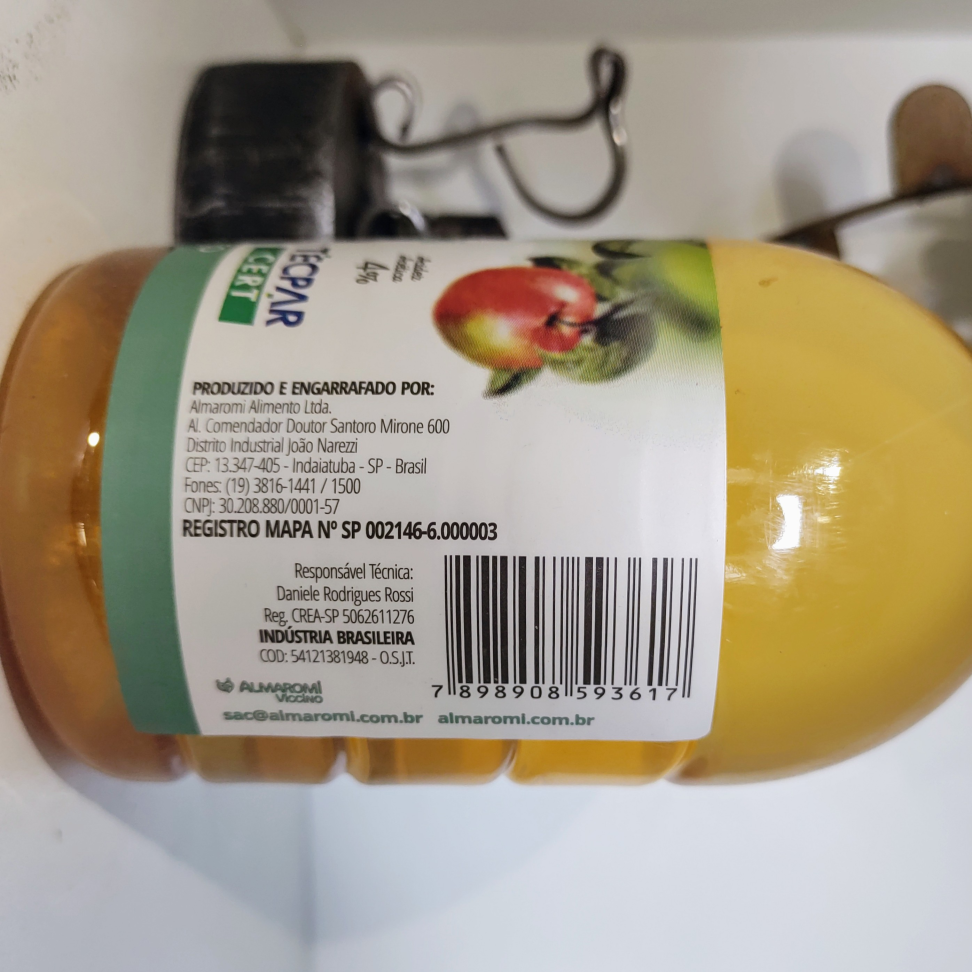 TECPAR
CERT
Acidez
4%
PRODUZIDO E ENGARRAFADO POR:
Almaromi Alimento Ltda.
Al. Comendador Doutor Santoro Mirone 600
Distrito Industrial João Narezzi
CEP: 13.347-405 - Indaiatuba - SP - Brasil
Fones: (19) 3816-1441 / 1500
CNPJ: 30.208.880/0001-57
REGISTRO MAPA Nº SP 002146-6.000003
Responsável Técnica:
Daniele Rodrigues Rossi
Reg. CREA-SP 5062611276
INDÚSTRIA BRASILEIRA
COD: 54121381948 - O.S.J.T.
ALMAROMI
Viccino
sac@almaromi.com.br almaromi.com.br
7 898908 593617